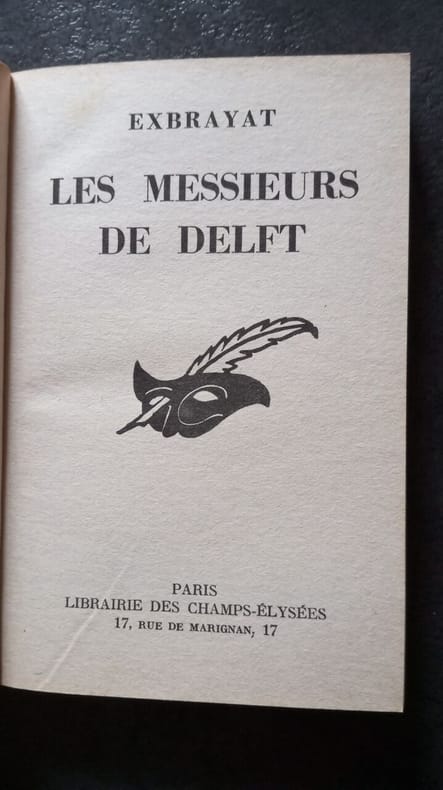 EXBRAYAT
LES MESSIEURS
DE DELFT
PARIS
LIBRAIRIE DES CHAMPS-ÉLYSÉES
17, RUE DE MARIGNAN, 17